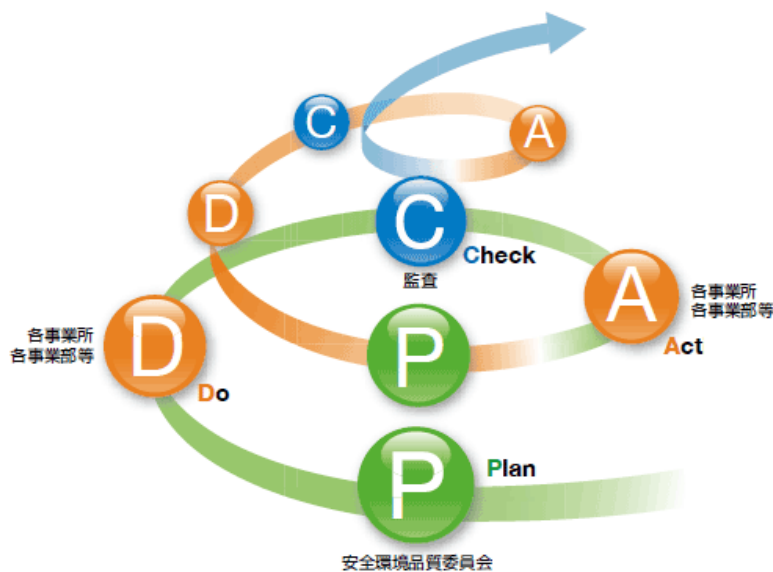 C
A
D
C
Check
監査
A
各事業所
各事業部等
Act
各事業所
各事業部等
D
Do
P
P
Plan
安全環境品質委員会